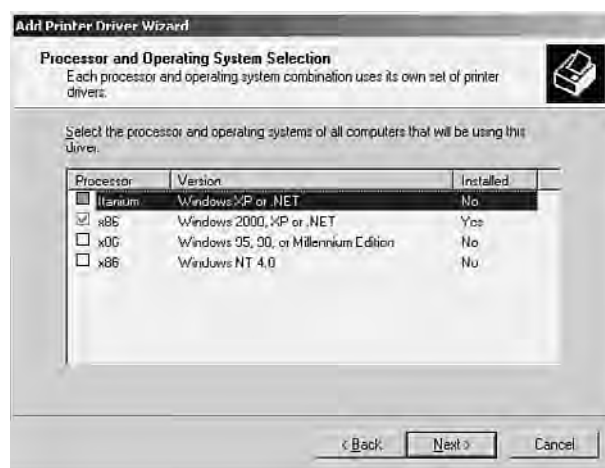 Add Printer Driver Wizard
Processor and Operating System Selection
Each processor and operating system combination uses its own set of printer
drivers.
Select the processor and operating systems of all computers that will be using this
driver.
Processor Version Installed
Itanium Windows XP or .NET No
x86 Windows 2000, XP or .NET Yes
x86 Windows 95, 98, or Millennium Edition No
x86 Windows NT 4.0 No
< Back Next > Cancel